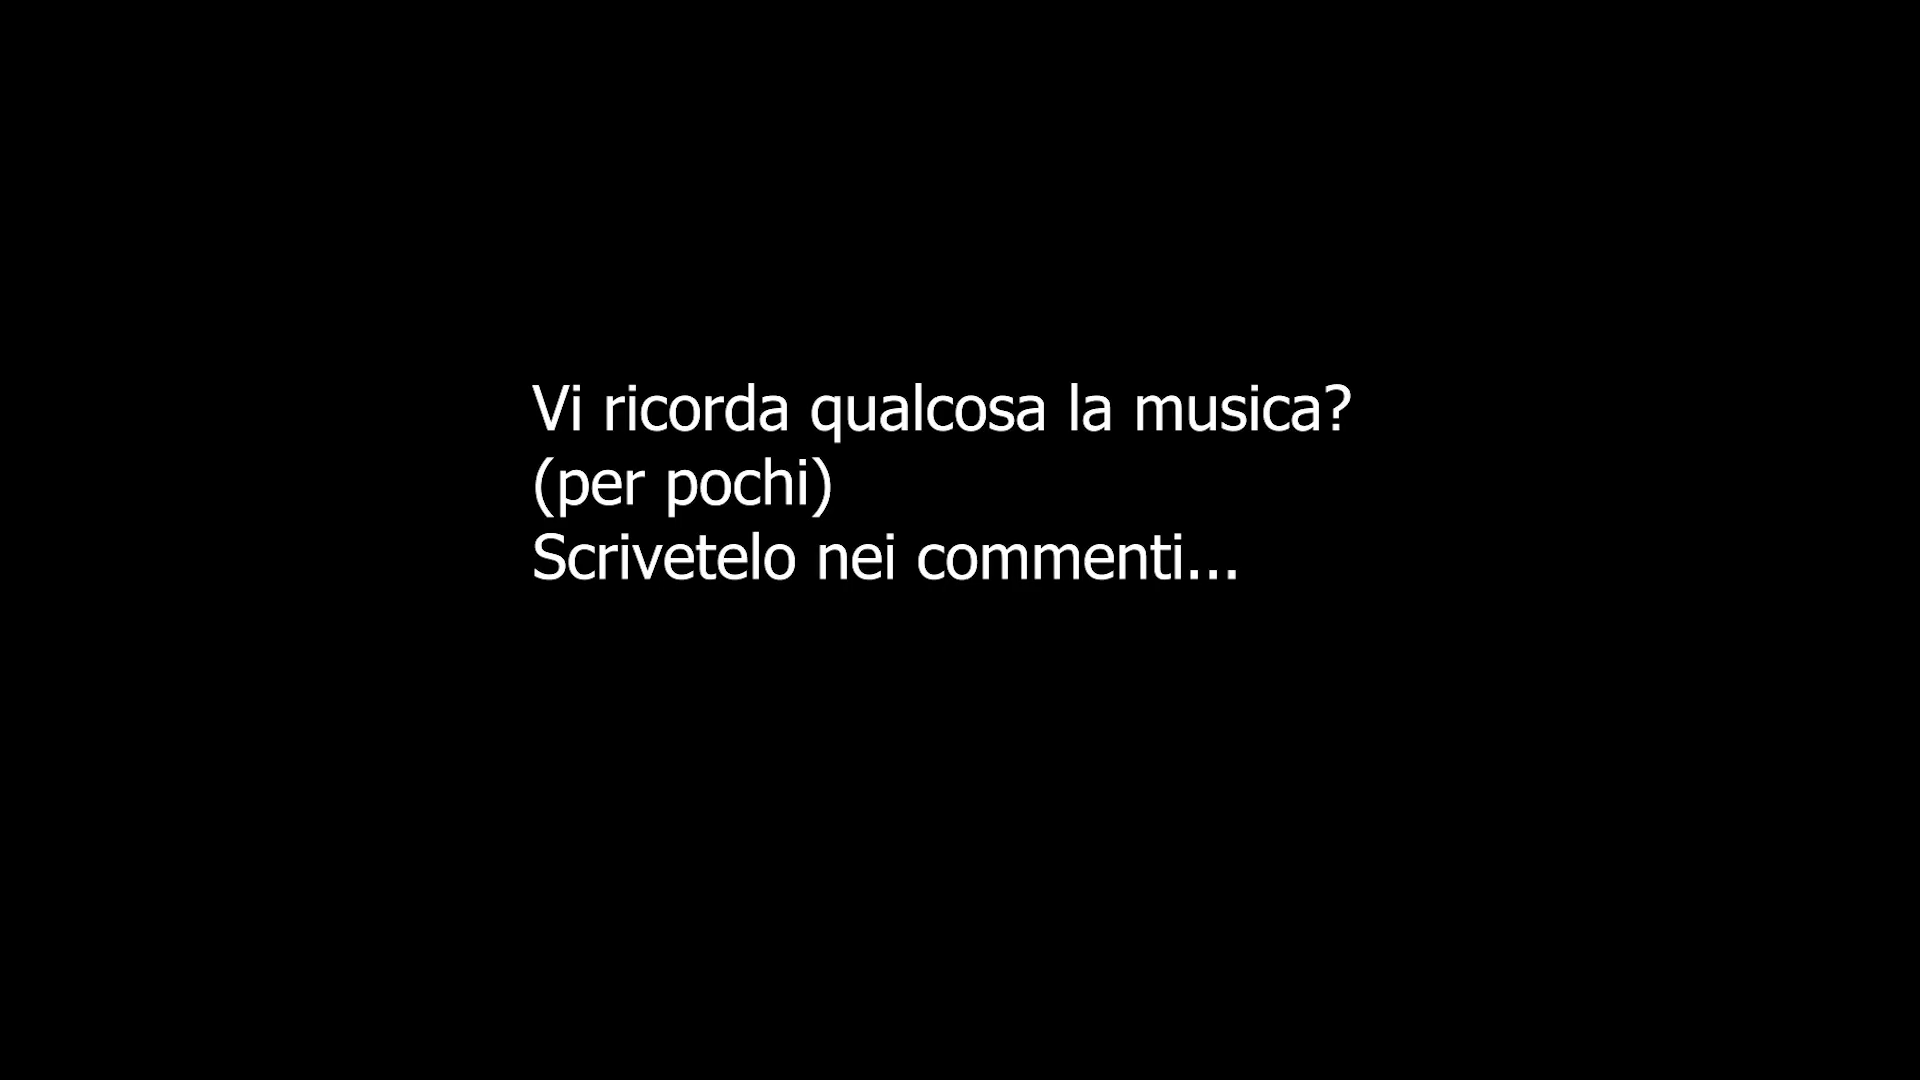 Vi ricorda qualcosa la musica?
(per pochi)
Scrivetelo nei commenti...